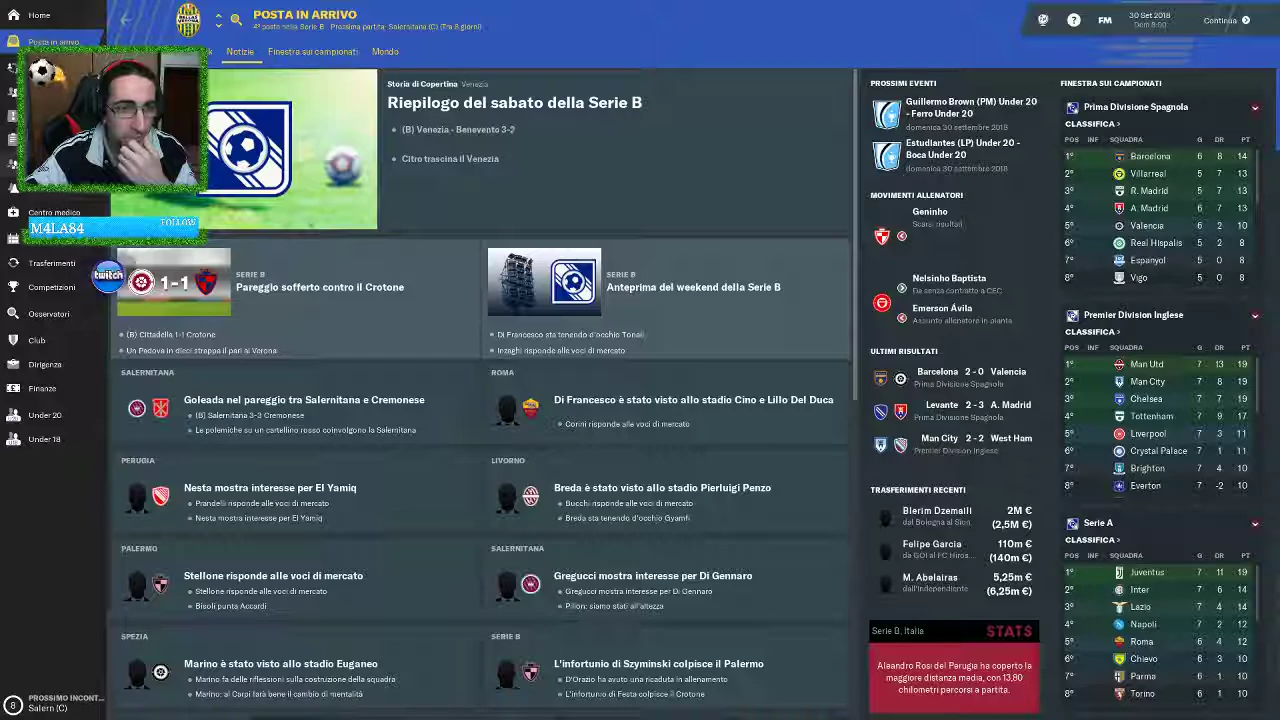 Home
POSTA IN ARRIVO
4° posto nella Serie B · Prossima partita: Salernitana (C) (Tra 8 giorni)
30 Set 2018
Dom 8:00
FM
Continua
Posta in arrivo
Notizie
Finestra sui campionati
Mondo
M4LA84
FOLLOW
twitch
Centro medico
Trasferimenti
Competizioni
Osservatori
Club
Dirigenza
Finanze
Under 20
Under 18
PROSSIMO INCONT...
8
Salern (C)
Storia di Copertina Venezia
Riepilogo del sabato della Serie B
(B) Venezia - Benevento 3-2
Citro trascina il Venezia
1-1
SERIE B
Pareggio sofferto contro il Crotone
(B) Cittadella 1-1 Crotone
Un Padova in dieci strappa il pari al Verona
SERIE B
Anteprima del weekend della Serie B
Di Francesco sta tenendo d'occhio Tonali
Inzaghi risponde alle voci di mercato
SALERNITANA
Goleada nel pareggio tra Salernitana e Cremonese
(B) Salernitana 3-3 Cremonese
Le polemiche su un cartellino rosso coinvolgono la Salernitana
ROMA
Di Francesco è stato visto allo stadio Cino e Lillo Del Duca
Corini risponde alle voci di mercato
PERUGIA
Nesta mostra interesse per El Yamiq
Prandelli risponde alle voci di mercato
Nesta mostra interesse per El Yamiq
LIVORNO
Breda è stato visto allo stadio Pierluigi Penzo
Bucchi risponde alle voci di mercato
Breda sta tenendo d'occhio Gyamfi
PALERMO
Stellone risponde alle voci di mercato
Stellone risponde alle voci di mercato
Bisoli punta Accardi
SALERNITANA
Gregucci mostra interesse per Di Gennaro
Gregucci mostra interesse per Di Gennaro
Pillon: siamo stati all'altezza
SPEZIA
Marino è stato visto allo stadio Euganeo
Marino fa delle riflessioni sulla costruzione della squadra
Marino: al Carpi farà bene il cambio di mentalità
SERIE B
L'infortunio di Szyminski colpisce il Palermo
D'Orazio ha avuto una ricaduta in allenamento
L'infortunio di Festa colpisce il Crotone
PROSSIMI EVENTI
Guillermo Brown (PM) Under 20
- Ferro Under 20
domenica 30 settembre 2018
Estudiantes (LP) Under 20 -
Boca Under 20
domenica 30 settembre 2018
MOVIMENTI ALLENATORI
Geninho
Scarsi risultati
Nelsinho Baptista
Da senza contratto a CEC
Emerson Ávila
Assunto allenatore in pianta
ULTIMI RISULTATI
Barcelona 2 - 0 Valencia
Prima Divisione Spagnola
Levante 2 - 3 A. Madrid
Prima Divisione Spagnola
Man City 2 - 2 West Ham
Premier Division Inglese
TRASFERIMENTI RECENTI
Blerim Dzemaili 2M €
dal Bologna al Sion (2,5M €)
Felipe Garcia 110m €
da GOI al FC Hiros... (140m €)
M. Abelairas 5,25m €
dall'Independiente (6,25m €)
Serie B, Italia
STATS
Aleandro Rosi del Perugia ha coperto la
maggiore distanza media, con 13,80
chilometri percorsi a partita.
FINESTRA SUI CAMPIONATI
Prima Divisione Spagnola
CLASSIFICA >
POS INF SQUADRA G DR PT
1° Barcelona 6 8 14
2° Villarreal 6 5 13
3° R. Madrid 6 7 13
4° A. Madrid 6 7 13
5° Valencia 6 2 10
6° Real Hispalis 5 2 8
7° Espanyol 5 0 8
8° Vigo 5 0 8
Premier Division Inglese
CLASSIFICA >
POS INF SQUADRA G DR PT
1° Man Utd 7 13 19
2° Man City 7 8 17
3° Chelsea 7 7 17
4° Tottenham 7 9 17
5° Liverpool 7 3 11
6° Crystal Palace 7 1 11
7° Brighton 7 4 10
8° Everton 7 -2 10
Serie A
CLASSIFICA >
POS INF SQUADRA G DR PT
1° Juventus 7 11 19
2° Inter 7 6 14
3° Lazio 7 4 14
4° Napoli 7 2 12
5° Roma 7 4 11
6° Chievo 6 3 10
7° Parma 6 1 10
Torino 6 1 10